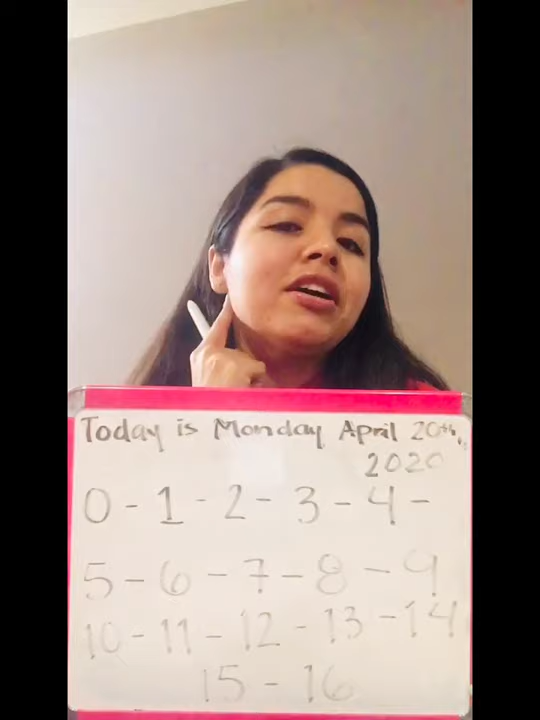 Today is Monday April 20th,
2020
0 - 1 - 2 - 3 - 4 -
5 - 6 - 7 - 8 - 9
10 - 11 - 12 - 13 - 14
15 - 16